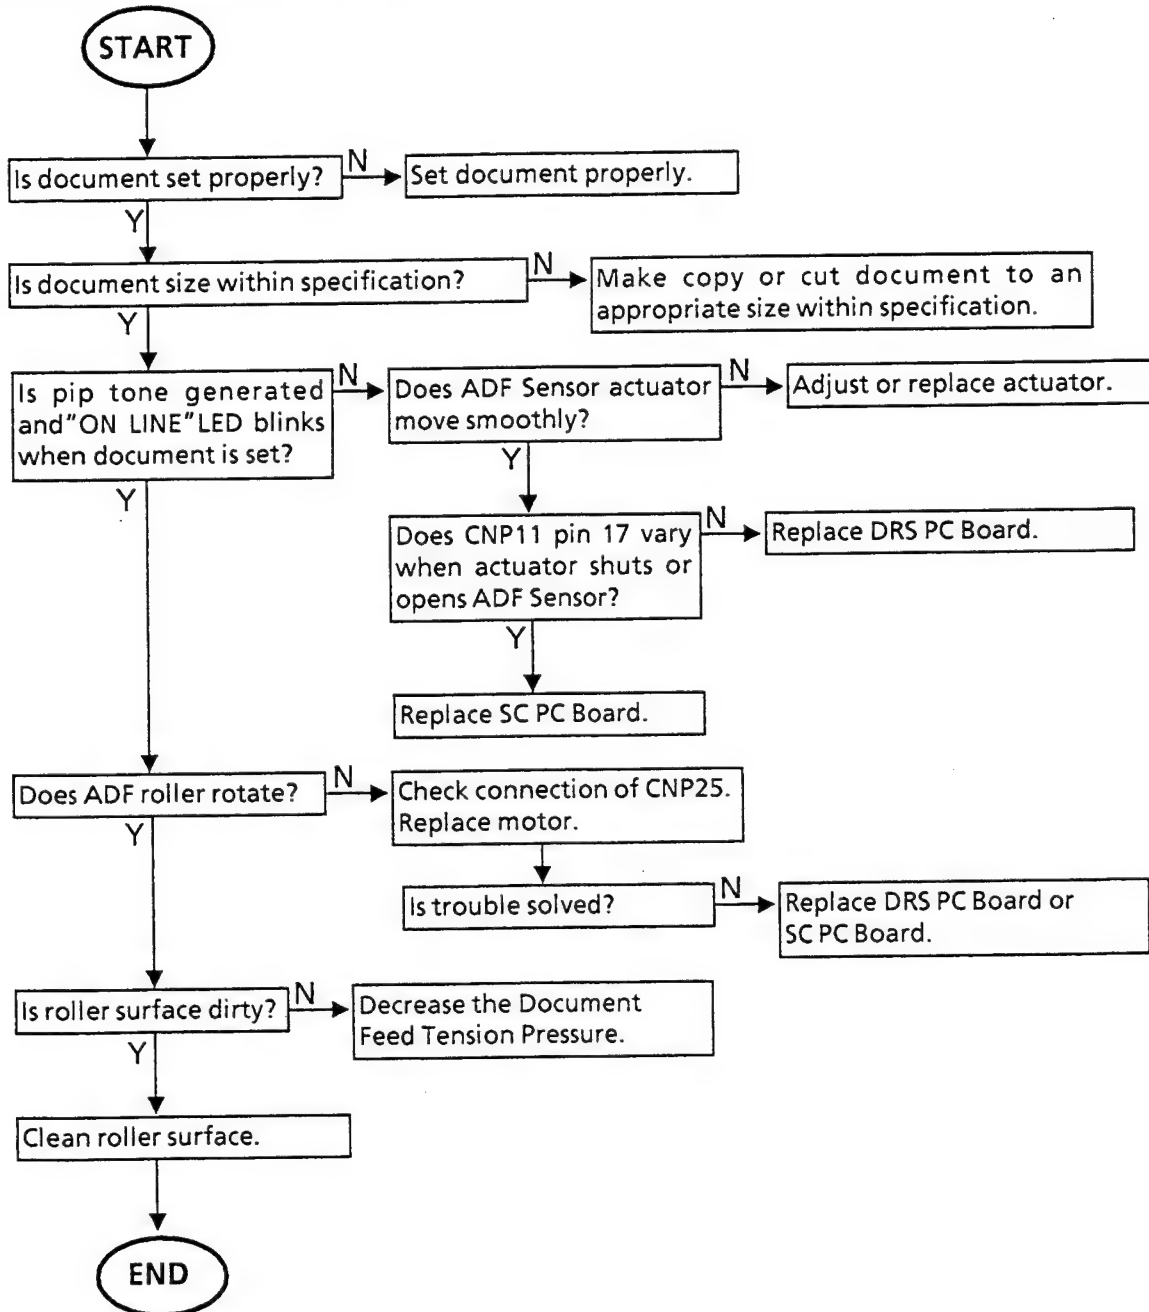 START
Is document set properly?
N
Set document properly.
Y
Is document size within specification?
N
Make copy or cut document to an
appropriate size within specification.
Y
Is pip tone generated
and "ON LINE" LED blinks
when document is set?
N
Does ADF Sensor actuator
move smoothly?
N
Adjust or replace actuator.
Y
Does CNP11 pin 17 vary
when actuator shuts or
opens ADF Sensor?
N
Replace DRS PC Board.
Y
Replace SC PC Board.
Y
Does ADF roller rotate?
N
Check connection of CNP25.
Replace motor.
Is trouble solved?
N
Replace DRS PC Board or
SC PC Board.
Y
Is roller surface dirty?
N
Decrease the Document
Feed Tension Pressure.
Y
Clean roller surface.
END